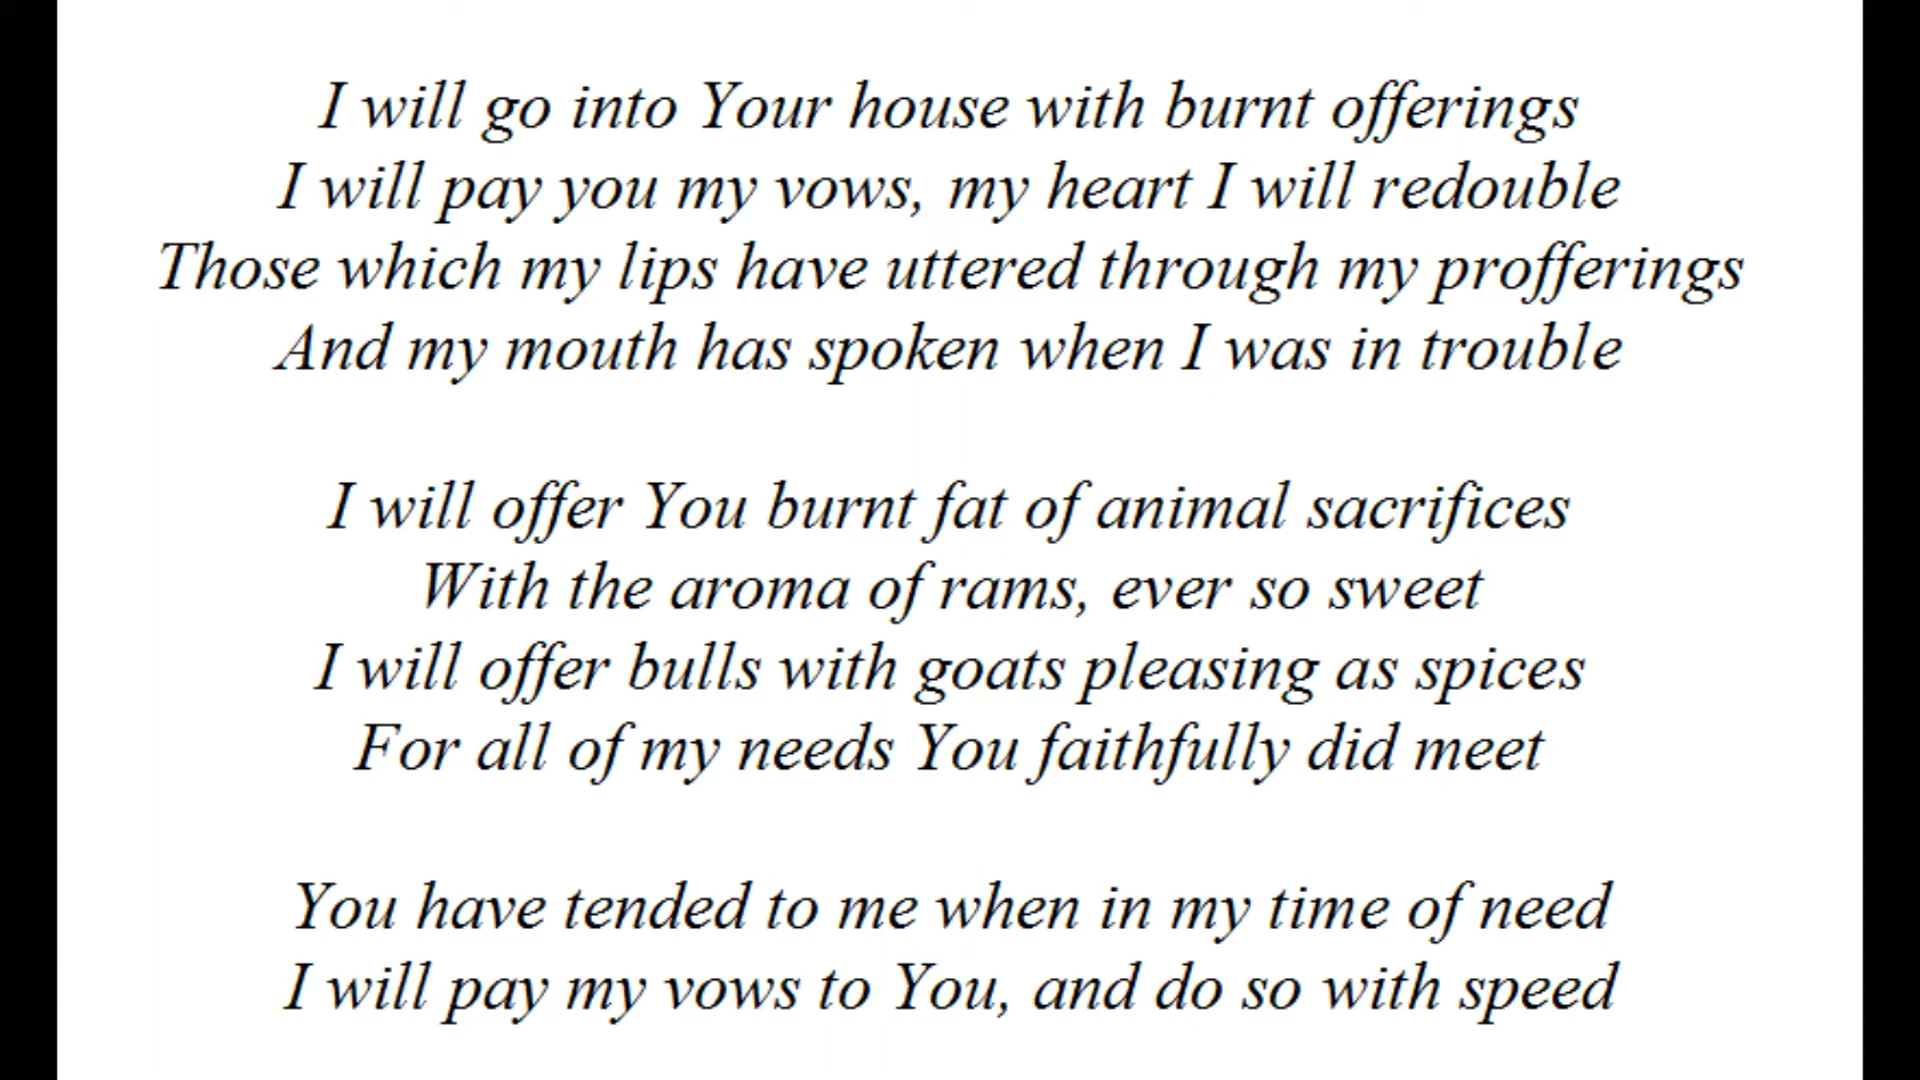 I will go into Your house with burnt offerings
I will pay you my vows, my heart I will redouble
Those which my lips have uttered through my profferings
And my mouth has spoken when I was in trouble
I will offer You burnt fat of animal sacrifices
With the aroma of rams, ever so sweet
I will offer bulls with goats pleasing as spices
For all of my needs You faithfully did meet
You have tended to me when in my time of need
I will pay my vows to You, and do so with speed